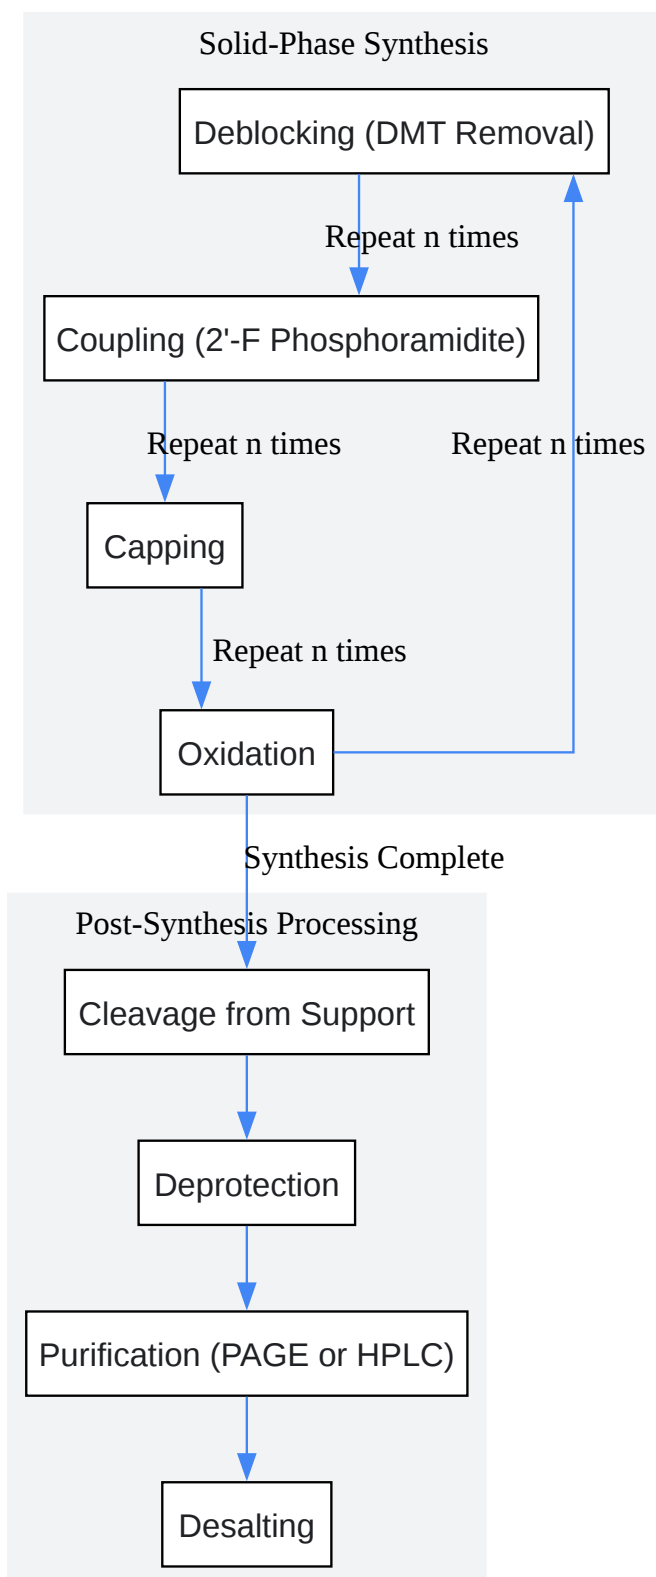 Solid-Phase Synthesis
Deblocking (DMT Removal)
Repeat n times
Coupling (2'-F Phosphoramidite)
Repeat n times
Repeat n times
Capping
Repeat n times
Oxidation
Synthesis Complete
Post-Synthesis Processing
Cleavage from Support
Deprotection
Purification (PAGE or HPLC)
Desalting